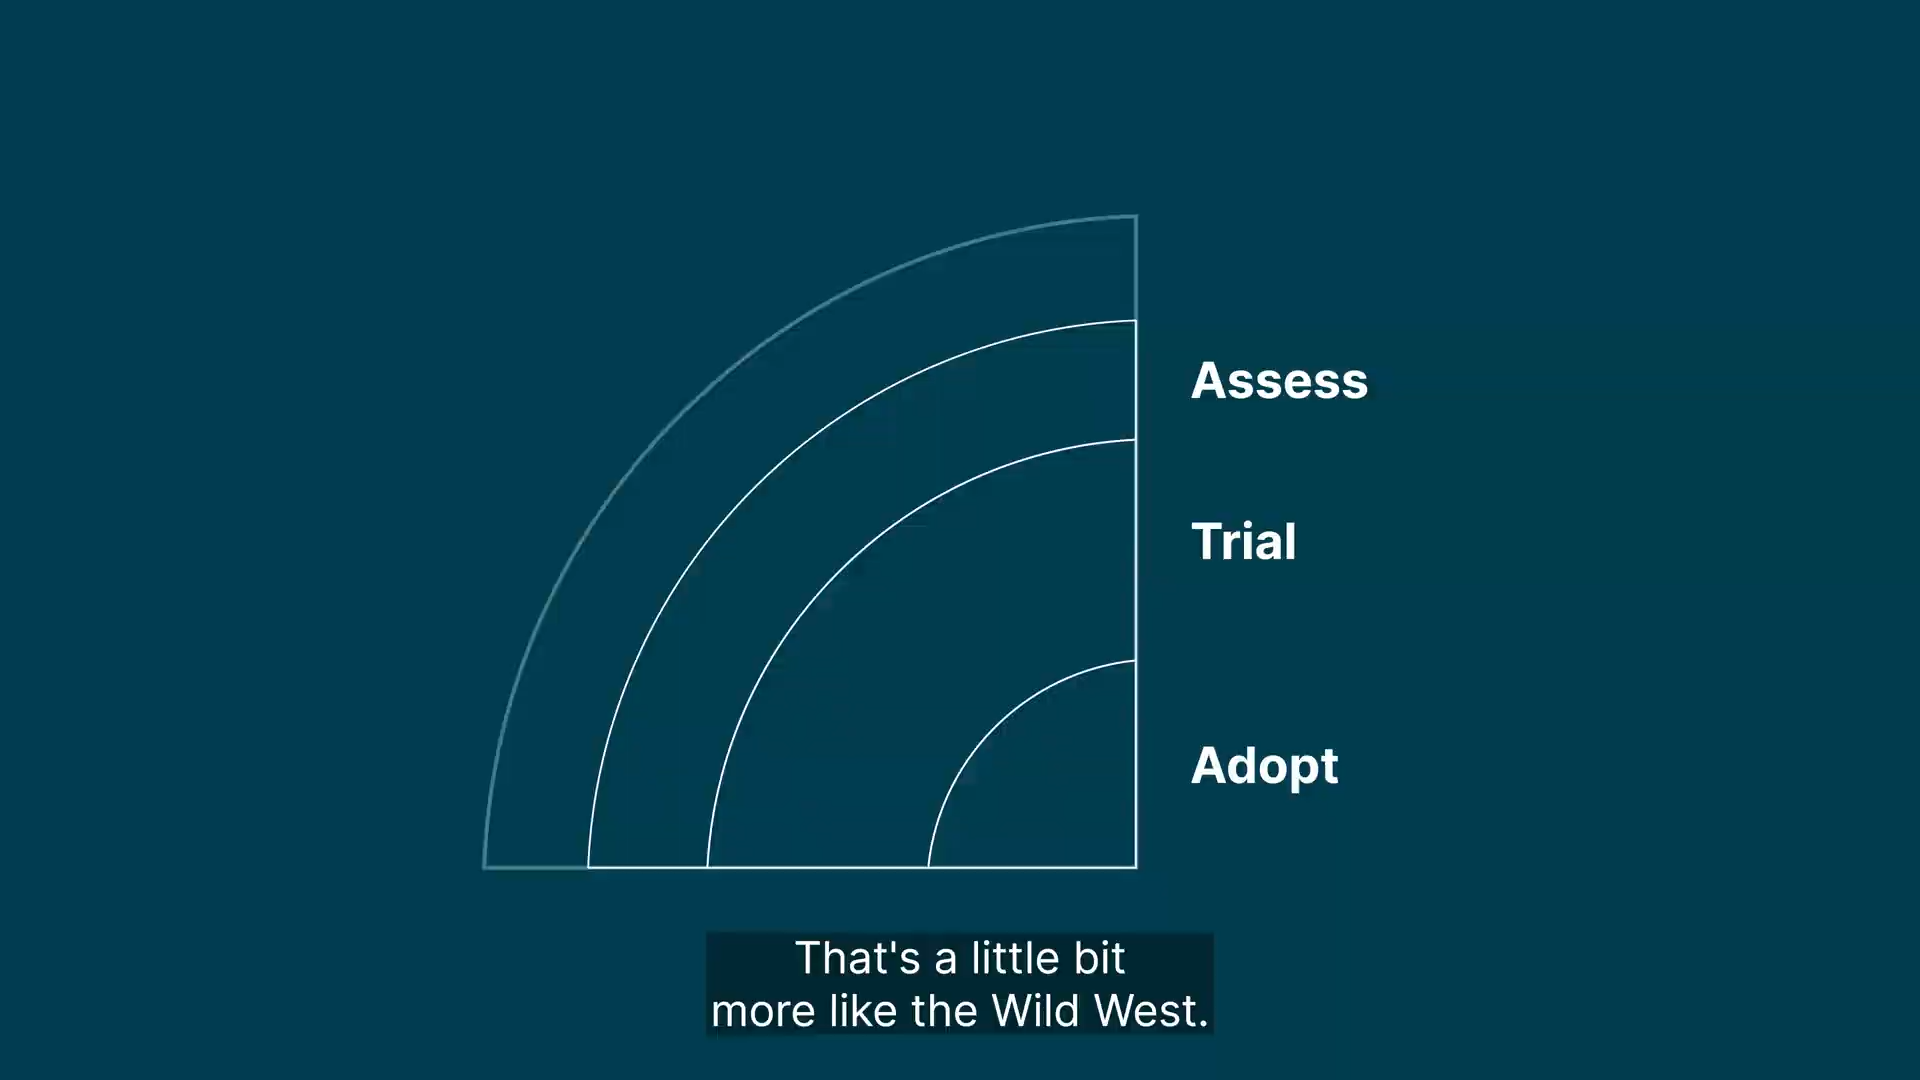 Assess
Trial
Adopt
That's a little bit
more like the Wild West.